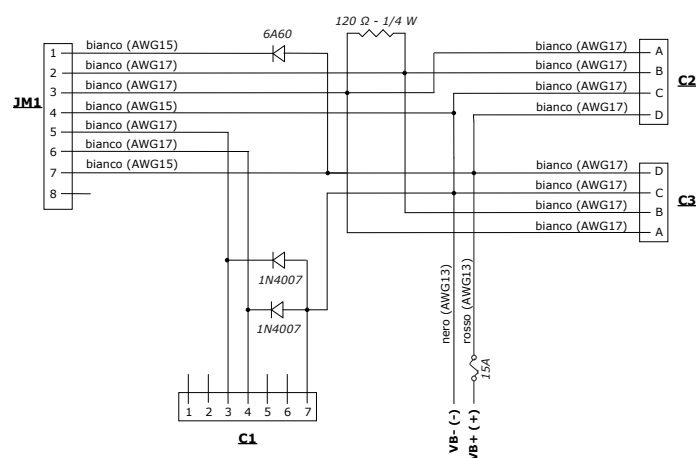 120 Ω - 1/4 W
6A60
JM1
1 bianco (AWG15)
2 bianco (AWG17)
3 bianco (AWG17)
4 bianco (AWG15)
5 bianco (AWG17)
6 bianco (AWG17)
7 bianco (AWG15)
8
bianco (AWG17) A
bianco (AWG17) B
bianco (AWG17) C
bianco (AWG17) D
C2
bianco (AWG17) D
bianco (AWG17) C
bianco (AWG17) B
bianco (AWG17) A
C3
1N4007
1N4007
nero (AWG13)
rosso (AWG13)
15A
1 2 3 4 5 6 7
C1
VB- (-)
VB+ (+)